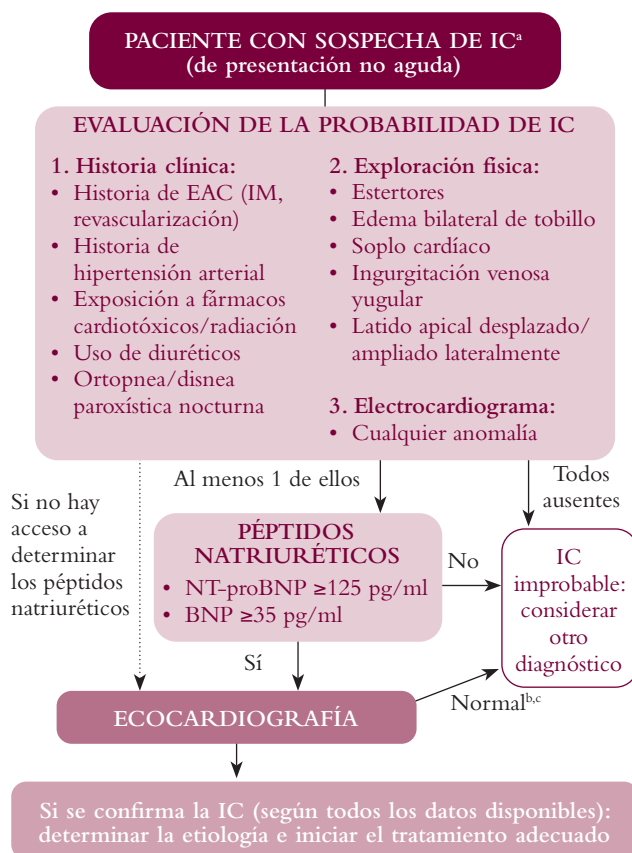 PACIENTE CON SOSPECHA DE ICª
(de presentación no aguda)
EVALUACIÓN DE LA PROBABILIDAD DE IC
1. Historia clínica:
• Historia de EAC (IM,
revascularización)
• Historia de
hipertensión arterial
• Exposición a fármacos
cardiotóxicos/radiación
• Uso de diuréticos
• Ortopnea/disnea
paroxística nocturna
2. Exploración fisica:
• Estertores
• Edema bilateral de tobillo
• Soplo cardíaco
• Ingurgitación venosa
yugular
• Latido apical desplazado/
ampliado lateralmente
3. Electrocardiograma:
• Cualquier anomalía
Si no hay
acceso a
determinar
los péptidos
natriuréticos
Al menos 1 de ellos
Todos
ausentes
PÉPTIDOS
NATRIURÉTICOS
• NT-proBNP ≥125 pg/ml
• BNP ≥35 pg/ml
No
IC
improbable:
considerar
otro
diagnóstico
Sí
ECOCARDIOGRAFÍA
Normalᵇ,ᶜ
Si se confirma la IC (según todos los datos disponibles):
determinar la etiología e iniciar el tratamiento adecuado